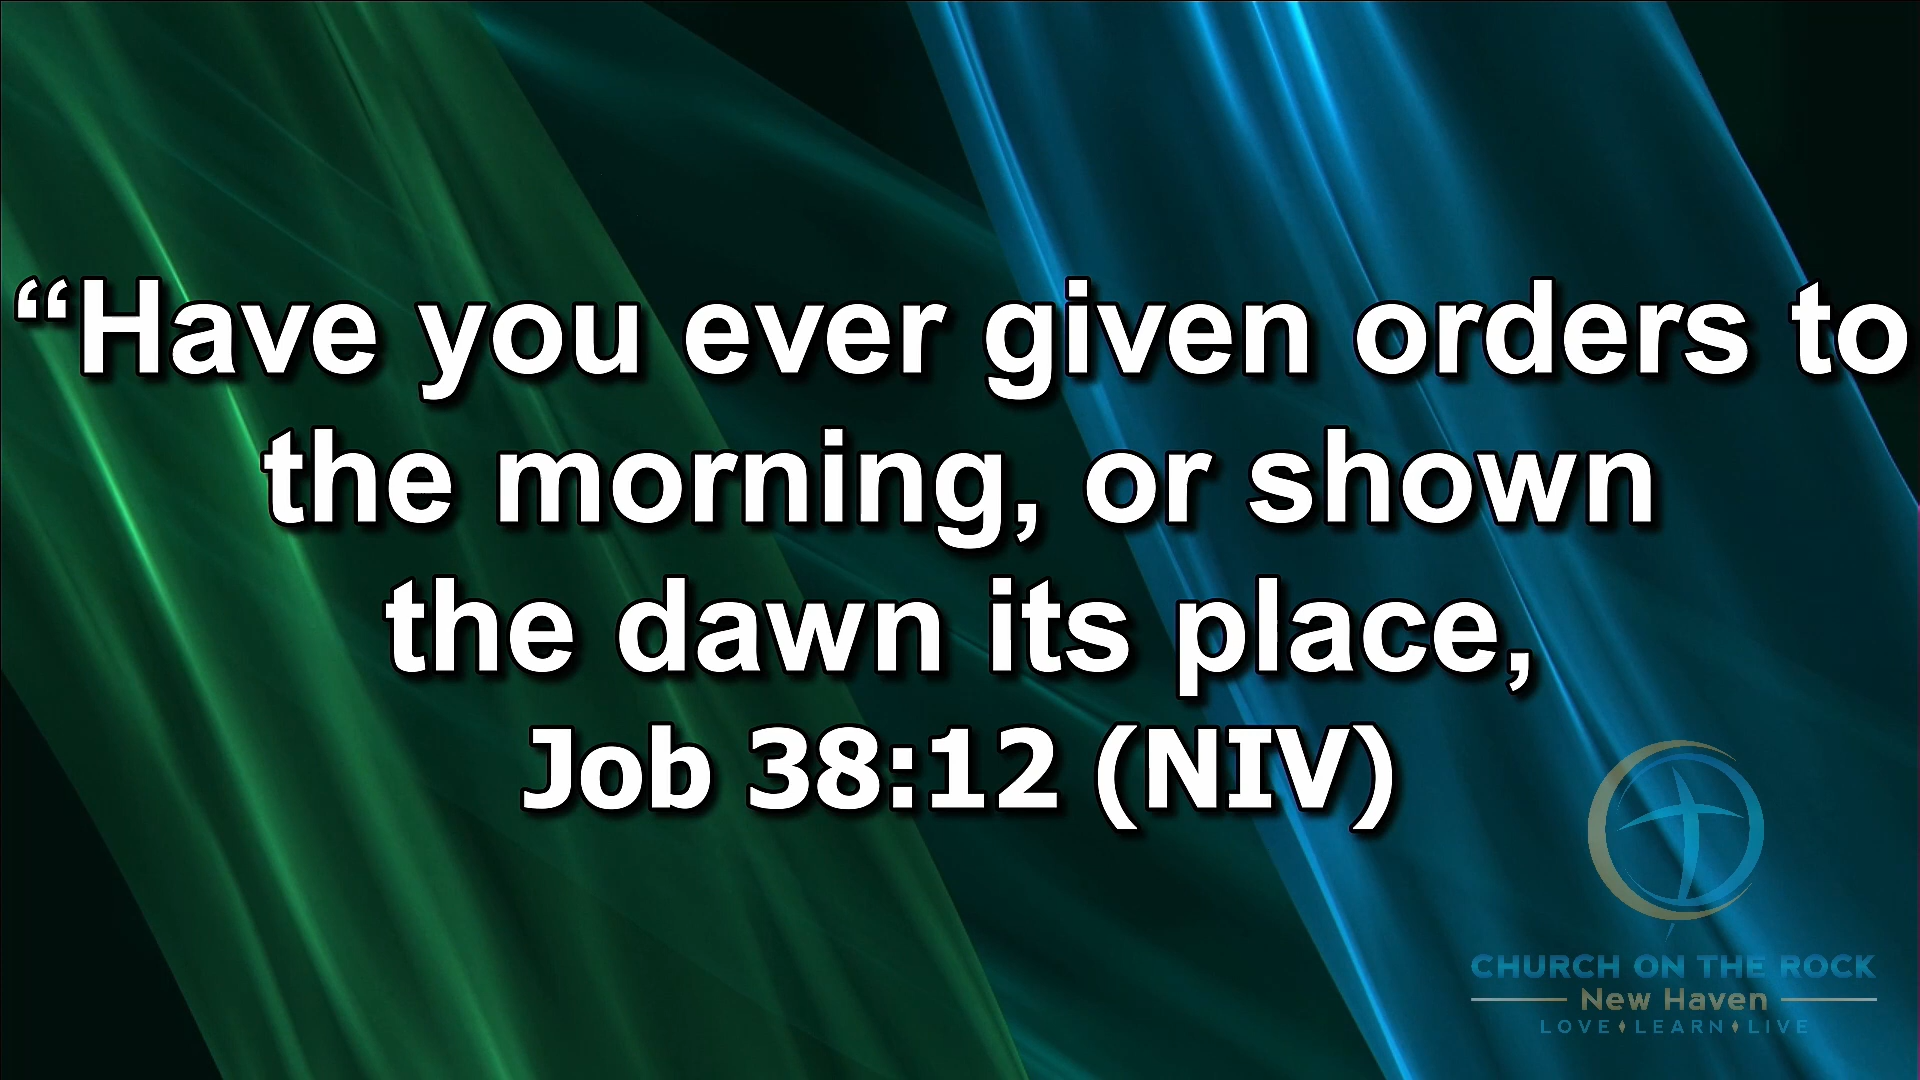 “Have you ever given orders to
the morning, or shown
the dawn its place,
Job 38:12 (NIV)
CHURCH ON THE ROCK
New Haven
LOVE♦LEARN♦LIVE